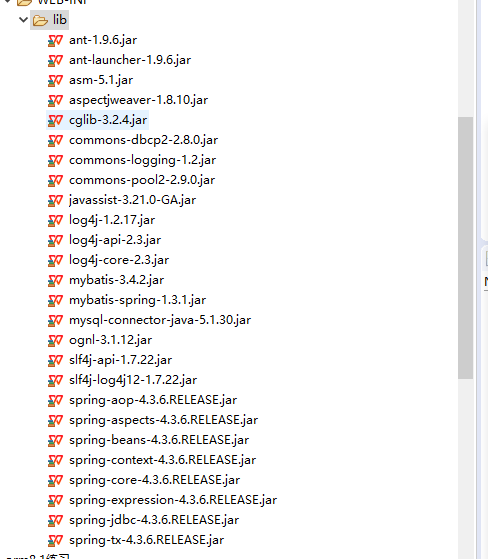 WEB-INF
lib
ant-1.9.6.jar
ant-launcher-1.9.6.jar
asm-5.1.jar
aspectjweaver-1.8.10.jar
cglib-3.2.4.jar
commons-dbcp2-2.8.0.jar
commons-logging-1.2.jar
commons-pool2-2.9.0.jar
javassist-3.21.0-GA.jar
log4j-1.2.17.jar
log4j-api-2.3.jar
log4j-core-2.3.jar
mybatis-3.4.2.jar
mybatis-spring-1.3.1.jar
mysql-connector-java-5.1.30.jar
ognl-3.1.12.jar
slf4j-api-1.7.22.jar
slf4j-log4j12-1.7.22.jar
spring-aop-4.3.6.RELEASE.jar
spring-aspects-4.3.6.RELEASE.jar
spring-beans-4.3.6.RELEASE.jar
spring-context-4.3.6.RELEASE.jar
spring-core-4.3.6.RELEASE.jar
spring-expression-4.3.6.RELEASE.jar
spring-jdbc-4.3.6.RELEASE.jar
spring-tx-4.3.6.RELEASE.jar